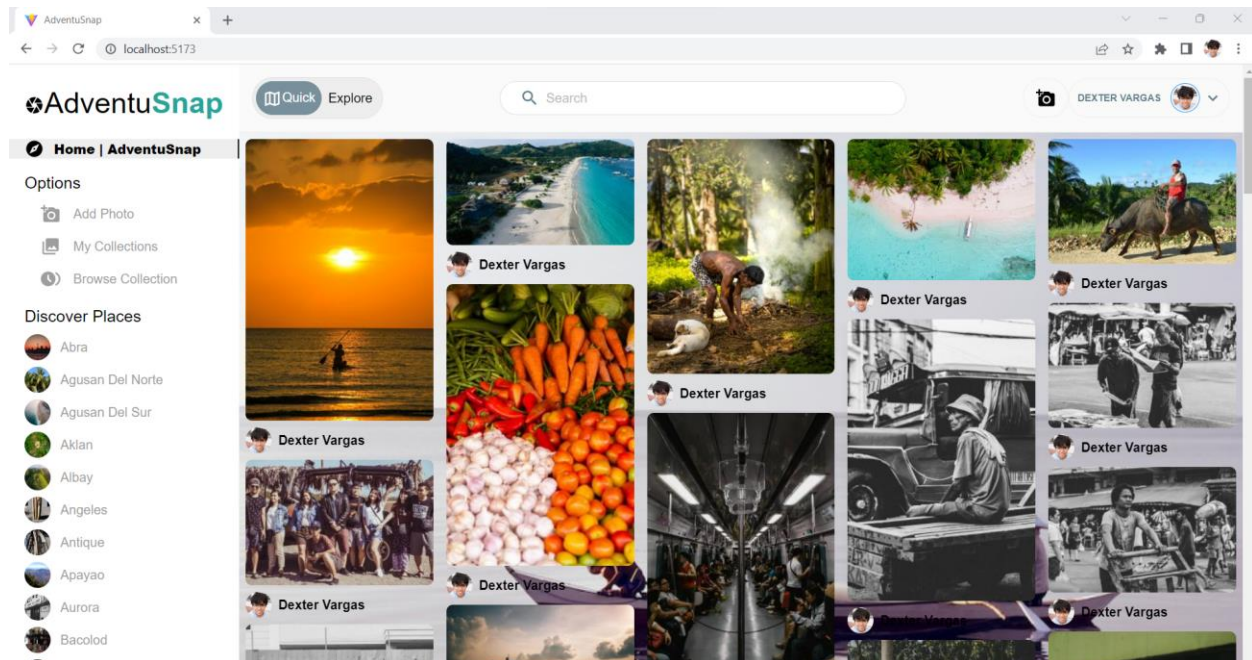 AdventuSnap
localhost:5173
AdventuSnap
Quick Explore
Search
DEXTER VARGAS
Home | AdventuSnap
Options
Add Photo
My Collections
Browse Collection
Discover Places
Abra
Agusan Del Norte
Agusan Del Sur
Aklan
Albay
Angeles
Antique
Apayao
Aurora
Bacolod
Dexter Vargas
Dexter Vargas
Dexter Vargas
Dexter Vargas
Dexter Vargas
Dexter Vargas
Dexter Vargas
Dexter Vargas
Dexter Vargas
Dexter Vargas